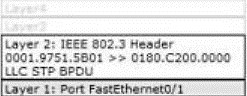 Layer4
Layer3
Layer 2: IEEE 802.3 Header
0001.9751.5B01 >> 0180.C200.0000
LLC STP BPDU
Layer 1: Port FastEthernet0/1